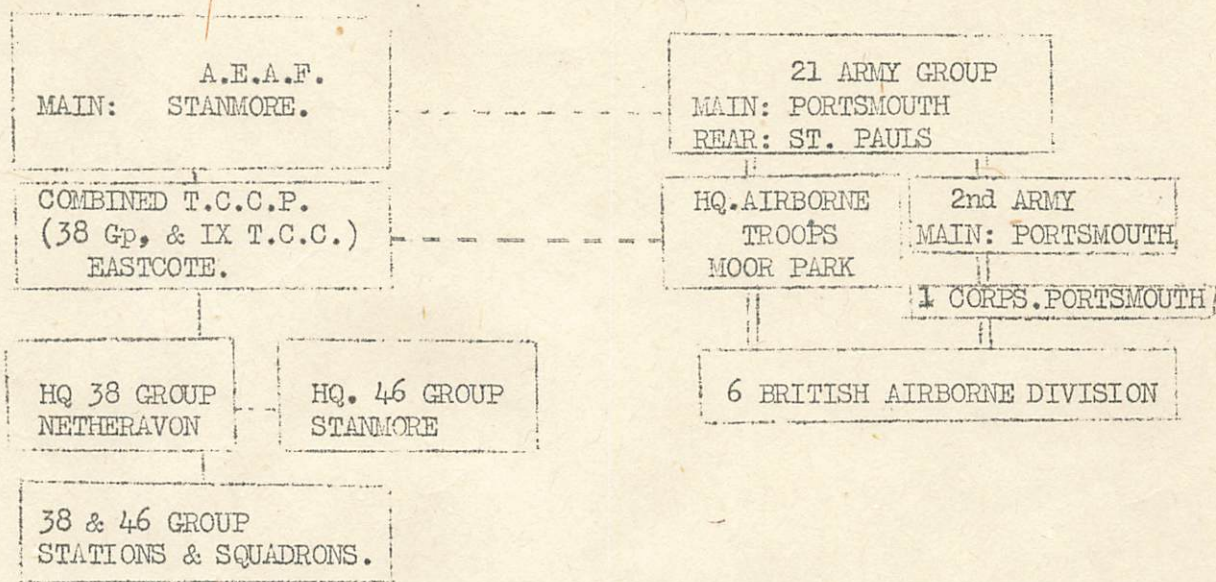 A.E.A.F.
MAIN: STANMORE.
21 ARMY GROUP
MAIN: PORTSMOUTH
REAR: ST. PAULS
COMBINED T.C.C.P.
(38 Gp, & IX T.C.C.)
EASTCOTE.
HQ.AIRBORNE
TROOPS
MOOR PARK
2nd ARMY
MAIN: PORTSMOUTH
1 CORPS.PORTSMOUTH
HQ 38 GROUP
NETHERAVON
HQ. 46 GROUP
STANMORE
6 BRITISH AIRBORNE DIVISION
38 & 46 GROUP
STATIONS & SQUADRONS.